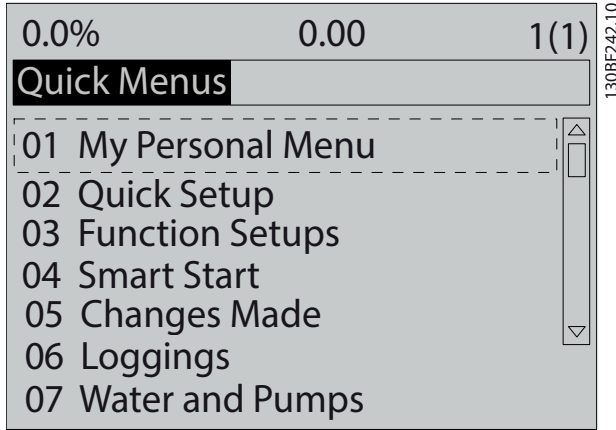 0.0% 0.00 1(1)
Quick Menus
01 My Personal Menu
02 Quick Setup
03 Function Setups
04 Smart Start
05 Changes Made
06 Loggings
07 Water and Pumps
130BF242.10